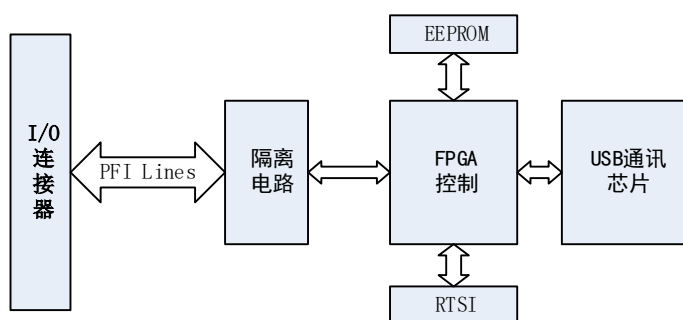 EEPROM
I/O
连
接
器
PFI Lines
隔离
电路
FPGA
控制
USB通讯
芯片
RTSI